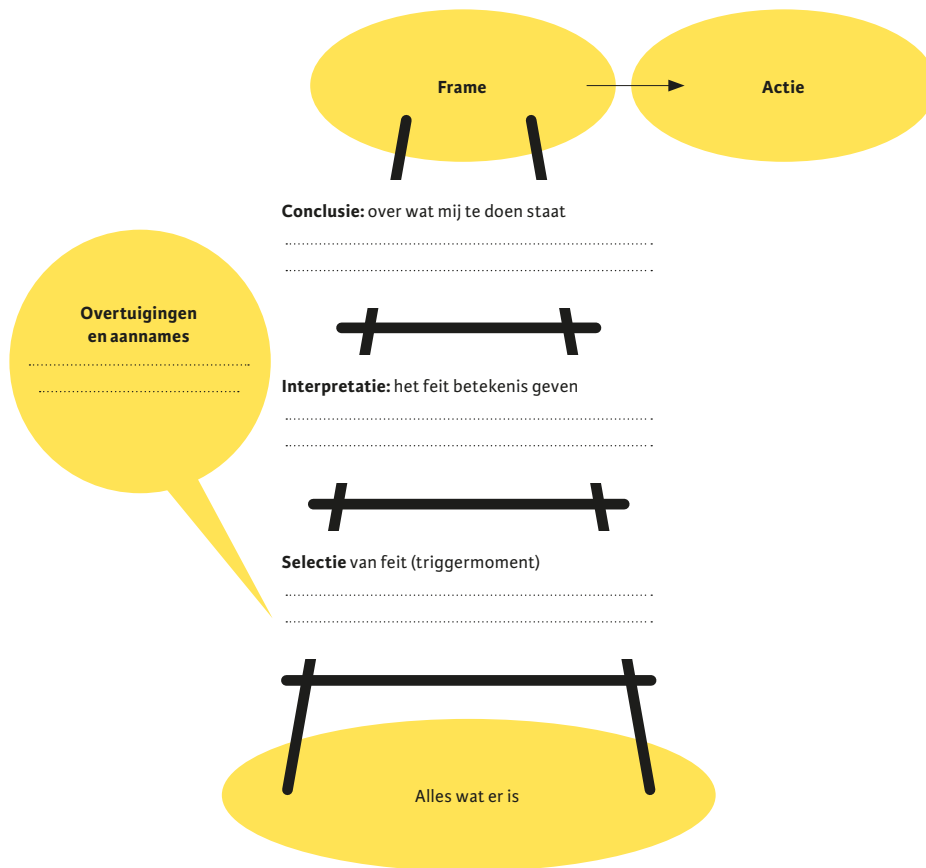 Frame
Actie
Conclusie: over wat mij te doen staat
Overtuigingen
en aannames
Interpretatie: het feit betekenis geven
Selectie van feit (triggermoment)
Alles wat er is